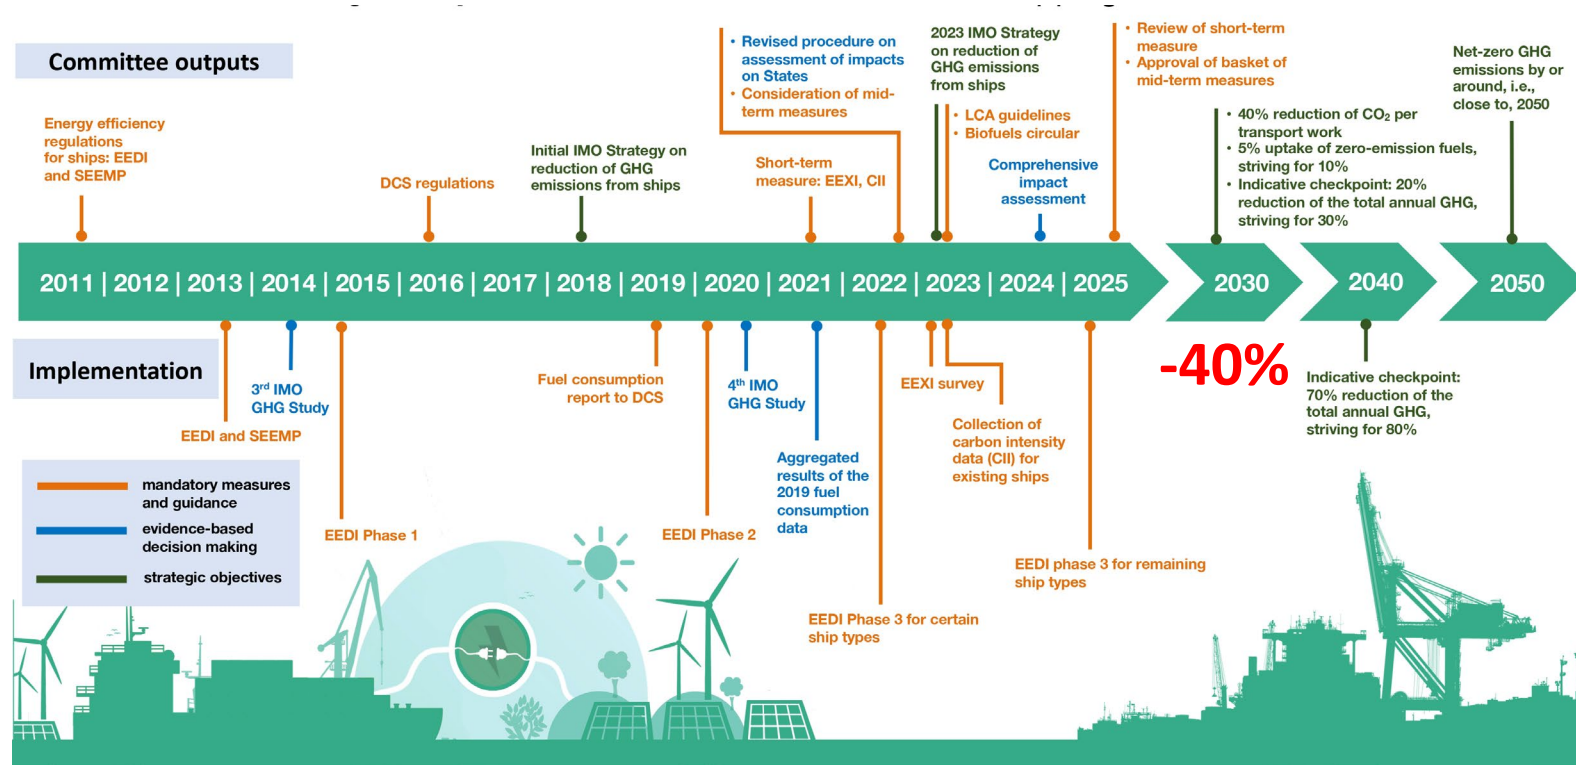 Committee outputs
Energy efficiency
regulations
for ships: EEDI
and SEEMP
DCS regulations
Initial IMO Strategy on
reduction of GHG
emissions from ships
• Revised procedure on
assessment of impacts
on States
• Consideration of mid-
term measures
Short-term
measure: EEXI, CII
2023 IMO Strategy
on reduction of
GHG emissions
from ships
• LCA guidelines
• Biofuels circular
Comprehensive
impact
assessment
• Review of short-term
measure
• Approval of basket of
mid-term measures
• 40% reduction of CO₂ per
transport work
• 5% uptake of zero-emission fuels,
striving for 10%
• Indicative checkpoint: 20%
reduction of the total annual GHG,
striving for 30%
Net-zero GHG
emissions by or
around, i.e.,
close to, 2050
2011 | 2012 | 2013 | 2014 | 2015 | 2016 | 2017 | 2018 | 2019 | 2020 | 2021 | 2022 | 2023 | 2024 | 2025
2030
2040
2050
Implementation
EEDI and SEEMP
3rd IMO
GHG Study
EEDI Phase 1
Fuel consumption
report to DCS
EEDI Phase 2
4th IMO
GHG Study
Aggregated
results of the
2019 fuel
consumption
data
EEDI Phase 3 for certain
ship types
EEXI survey
Collection of
carbon intensity
data (CII) for
existing ships
EEDI phase 3 for remaining
ship types
-40%
Indicative checkpoint:
70% reduction of the
total annual GHG,
striving for 80%
mandatory measures
and guidance
evidence-based
decision making
strategic objectives